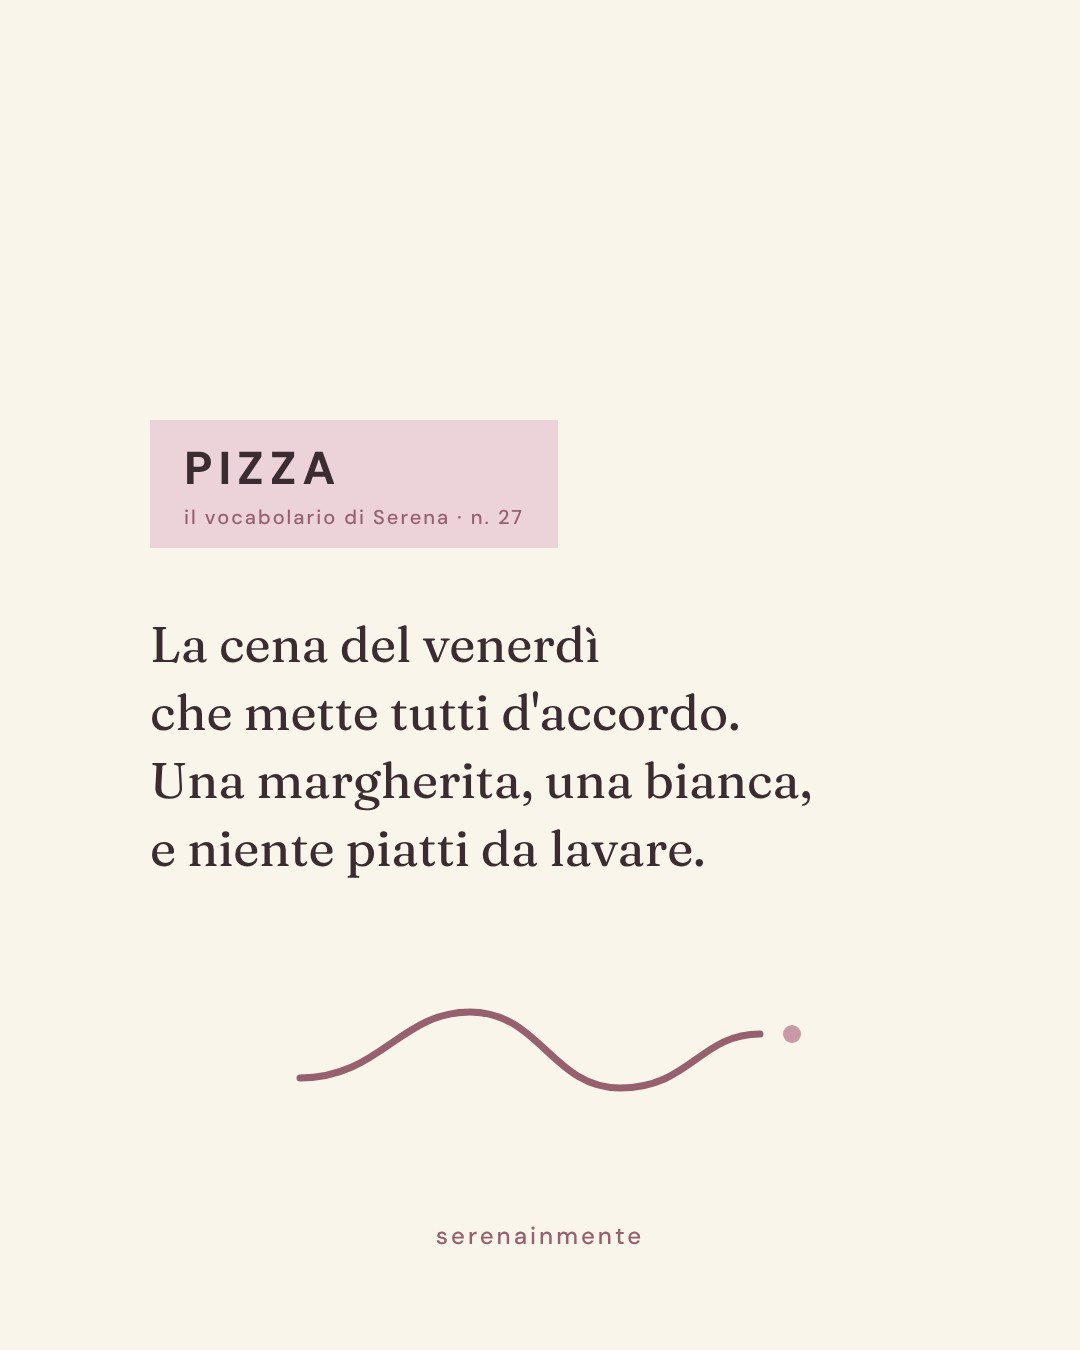 PIZZA
il vocabolario di Serena · n. 27
La cena del venerdì
che mette tutti d'accordo.
Una margherita, una bianca,
e niente piatti da lavare.
serenainmente